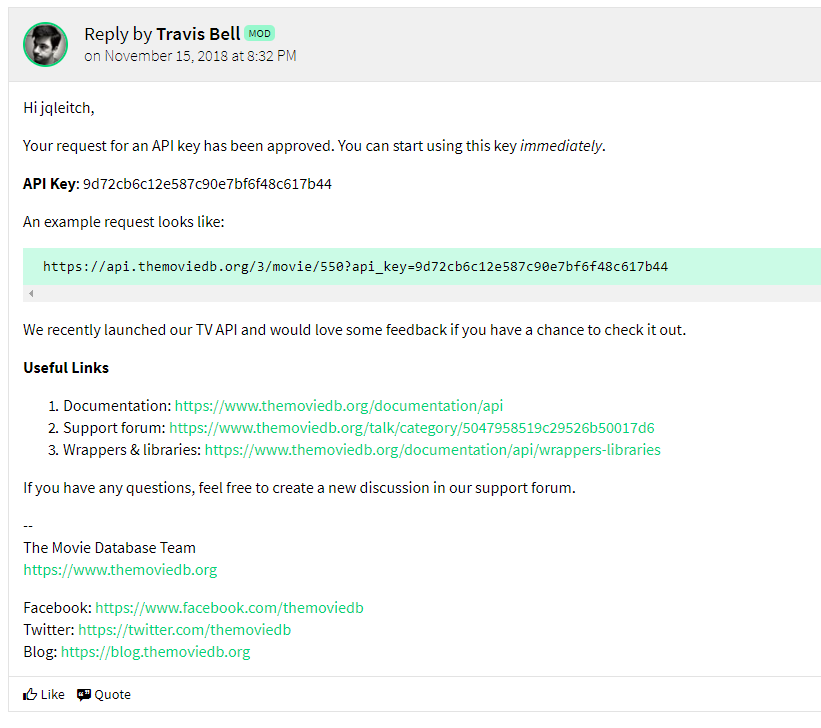 Reply by Travis Bell MOD
on November 15, 2018 at 8:32 PM
Hi jqleitch,
Your request for an API key has been approved. You can start using this key immediately.
API Key: 9d72cb6c12e587c90e7bf6f48c617b44
An example request looks like:
https://api.themoviedb.org/3/movie/550?api_key=9d72cb6c12e587c90e7bf6f48c617b44
We recently launched our TV API and would love some feedback if you have a chance to check it out.
Useful Links
1. Documentation: https://www.themoviedb.org/documentation/api
2. Support forum: https://www.themoviedb.org/talk/category/5047958519c29526b50017d6
3. Wrappers & libraries: https://www.themoviedb.org/documentation/api/wrappers-libraries
If you have any questions, feel free to create a new discussion in our support forum.
--
The Movie Database Team
https://www.themoviedb.org
Facebook: https://www.facebook.com/themoviedb
Twitter: https://twitter.com/themoviedb
Blog: https://blog.themoviedb.org
Like Quote